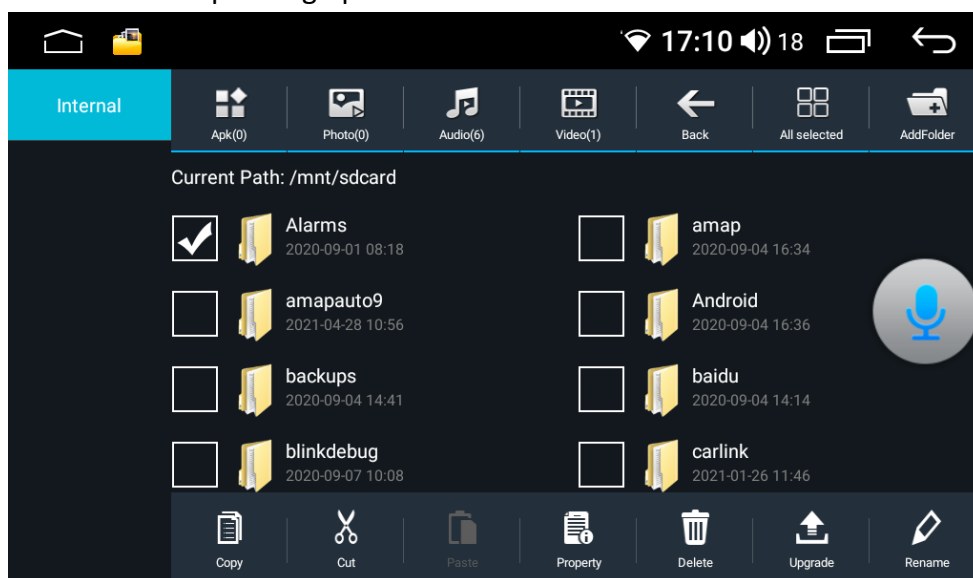 17:10 18
Internal
Apk(0) Photo(0) Audio(6) Video(1) Back All selected AddFolder
Current Path: /mnt/sdcard
Alarms amap
2020-09-01 08:18 2020-09-04 16:34
amapauto9 Android
2021-04-28 10:56 2020-09-04 16:36
backups baidu
2020-09-04 14:41 2020-09-04 14:14
blinkdebug carlink
2020-09-07 10:08 2021-01-26 11:46
Copy Cut Paste Property Delete Upgrade Rename